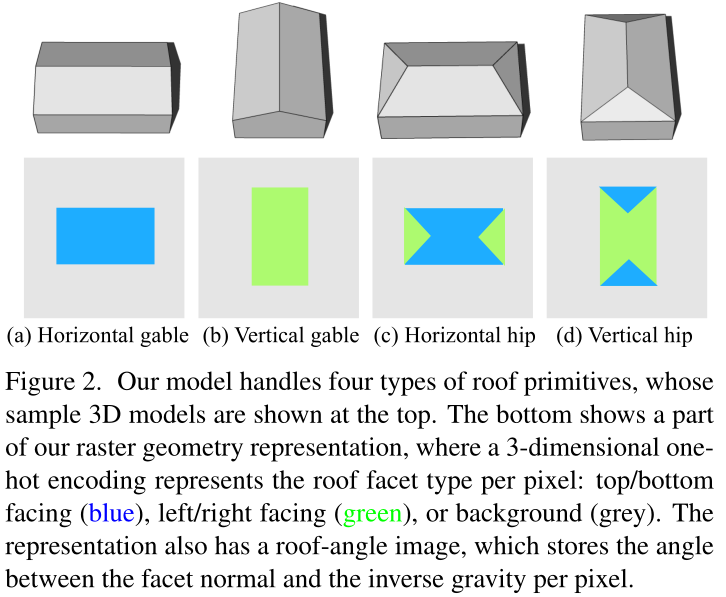 (a) Horizontal gable (b) Vertical gable (c) Horizontal hip (d) Vertical hip
Figure 2. Our model handles four types of roof primitives, whose
sample 3D models are shown at the top. The bottom shows a part
of our raster geometry representation, where a 3-dimensional one-
hot encoding represents the roof facet type per pixel: top/bottom
facing (blue), left/right facing (green), or background (grey). The
representation also has a roof-angle image, which stores the angle
between the facet normal and the inverse gravity per pixel.